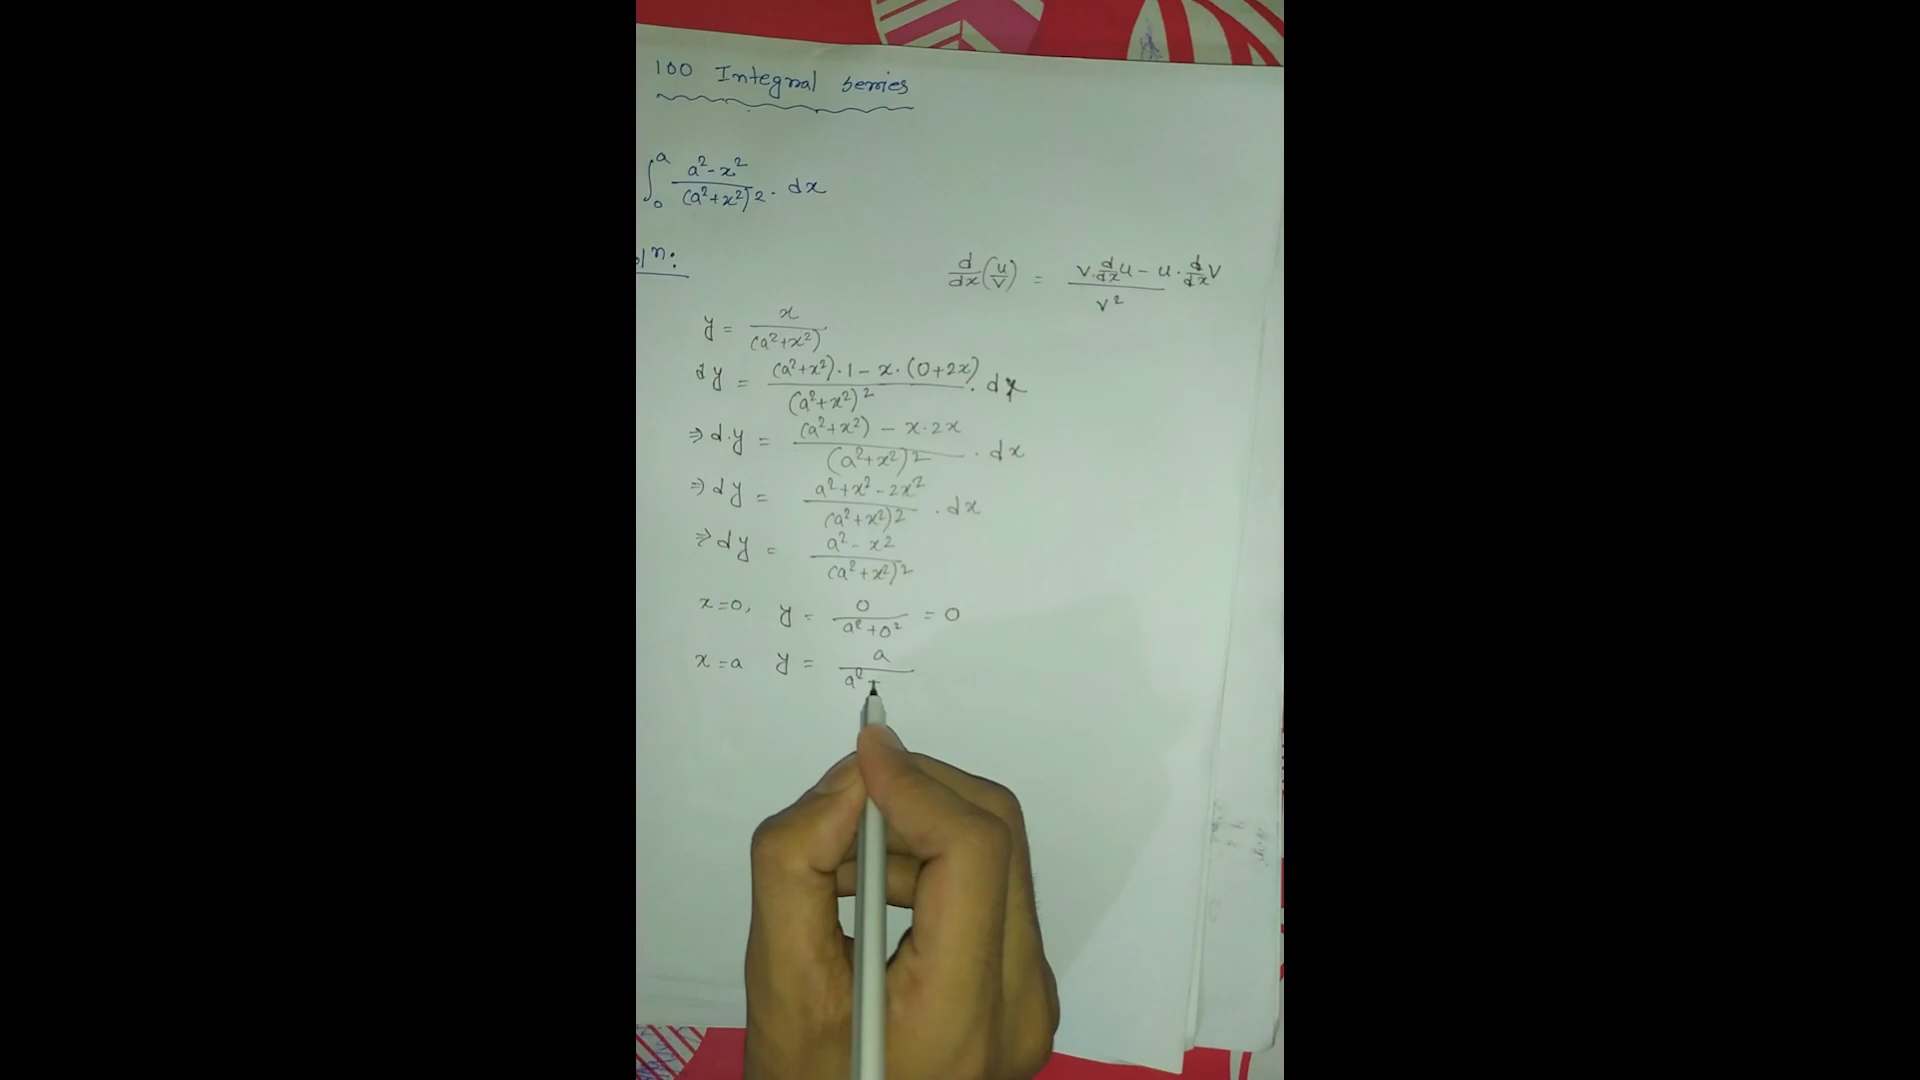 100 Integral serries
∫₀ᵃ (a²-x²)/(a²+x²)² · dx
lⁿ:
d/dx (u/v) = (v·d/dx u - u·d/dx v)/v²
y = x/(a²+x²)
dy = ((a²+x²)·1 - x·(0+2x))/(a²+x²)² · dx
⇒ d·y = ((a²+x²) - x·2x)/(a²+x²)² · dx
⇒ dy = (a²+x²-2x²)/(a²+x²)² · dx
⇒ dy = (a²-x²)/(a²+x²)²
x=0, y = 0/(a²+0²) = 0
x=a y = a/a²